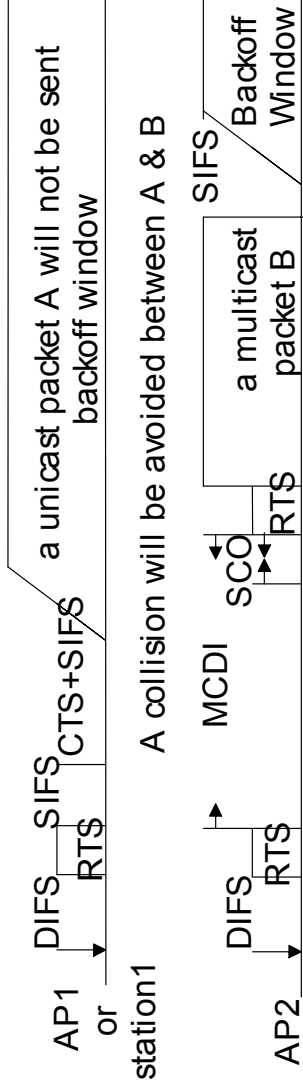 a unicast packet A will not be sent
backoff window
DIFS
SIFS
CTS+SIFS
RTS
AP1
or
station1
A collision will be avoided between A & B
SIFS
Backoff
Window
a multicast
packet B
MCDI
SCO
RTS
DIFS
RTS
AP2